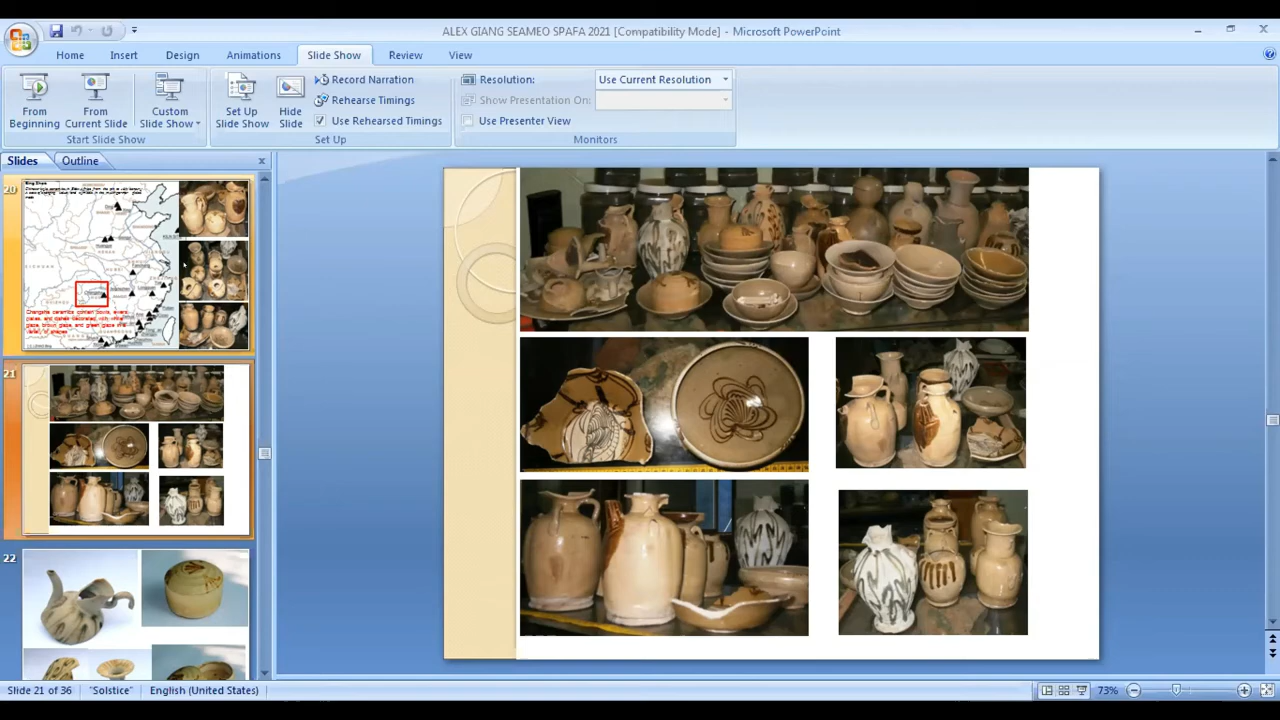 ALEX GIANG SEAMEO SPAFA 2021 [Compatibility Mode] - Microsoft PowerPoint
Home Insert Design Animations Slide Show Review View
From Beginning
From Current Slide
Custom Slide Show
Start Slide Show
Set Up Slide Show
Hide Slide
Record Narration
Rehearse Timings
Use Rehearsed Timings
Set Up
Resolution: Use Current Resolution
Show Presentation On:
Use Presenter View
Monitors
Slides Outline
20
21
22
Slide 21 of 36 "Solstice" English (United States) 73%